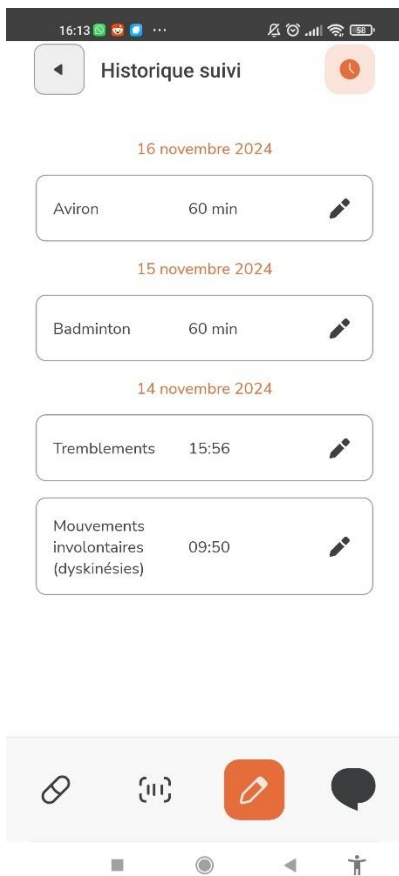 16:13
58
Historique suivi
16 novembre 2024
Aviron 60 min
15 novembre 2024
Badminton 60 min
14 novembre 2024
Tremblements 15:56
Mouvements
involontaires 09:50
(dyskinésies)